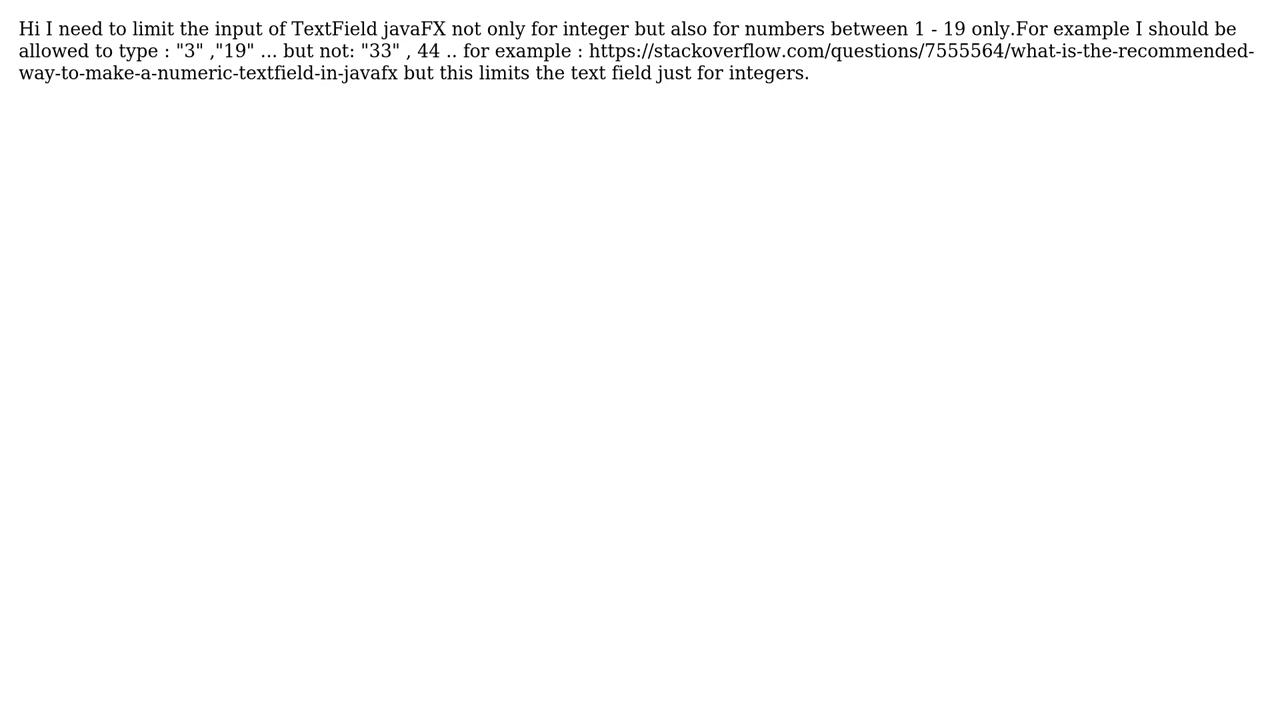 Hi I need to limit the input of TextField javaFX not only for integer but also for numbers between 1 - 19 only.For example I should be
allowed to type : "3" ,"19" ... but not: "33" , 44 .. for example : https://stackoverflow.com/questions/7555564/what-is-the-recommended-
way-to-make-a-numeric-textfield-in-javafx but this limits the text field just for integers.